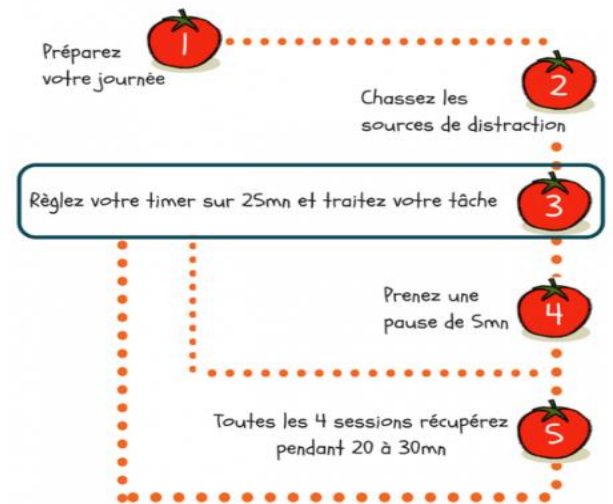 1
Préparez
votre journée
2
Chassez les
sources de distraction
Règlez votre timer sur 25mn et traitez votre tâche
3
Prenez une
pause de 5mn
4
Toutes les 4 sessions récupérez
pendant 20 à 30mn
5